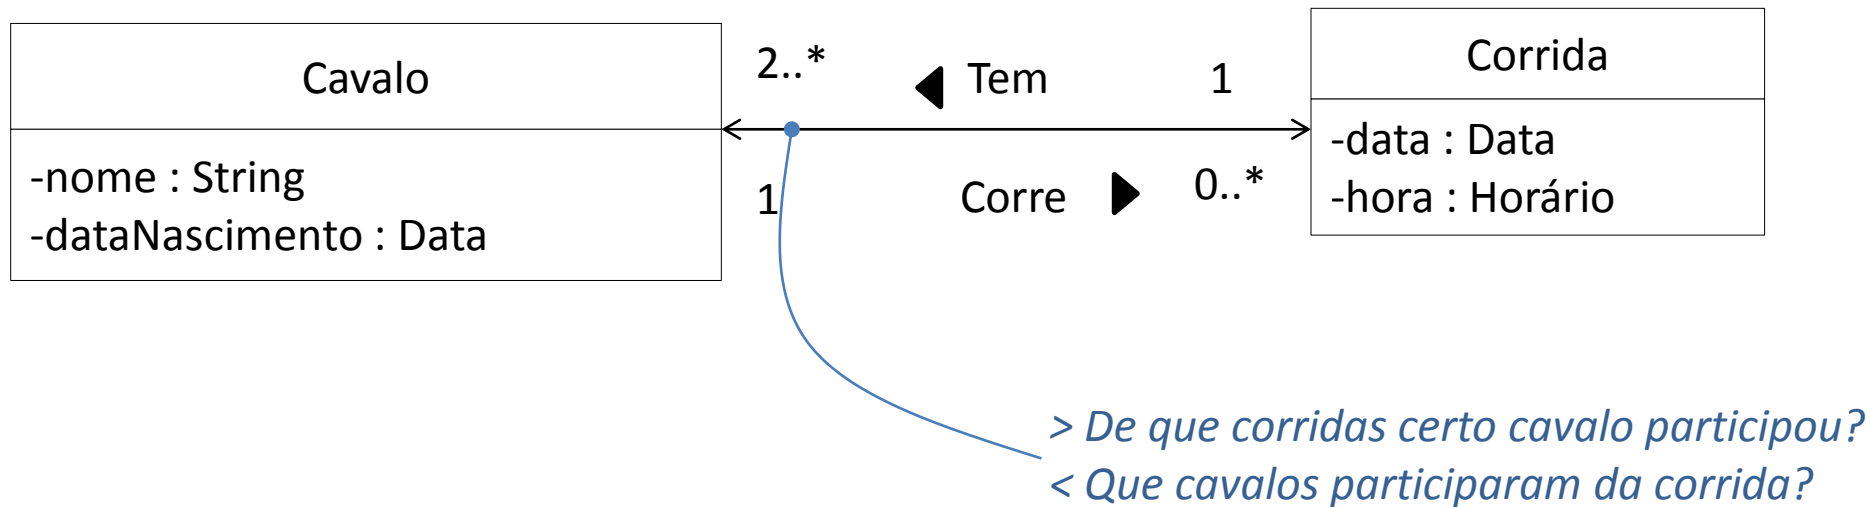 Cavalo
-nome : String
-dataNascimento : Data
2..*
Tem
1
1
Corre
0..*
Corrida
-data : Data
-hora : Horário
> De que corridas certo cavalo participou?
< Que cavalos participaram da corrida?